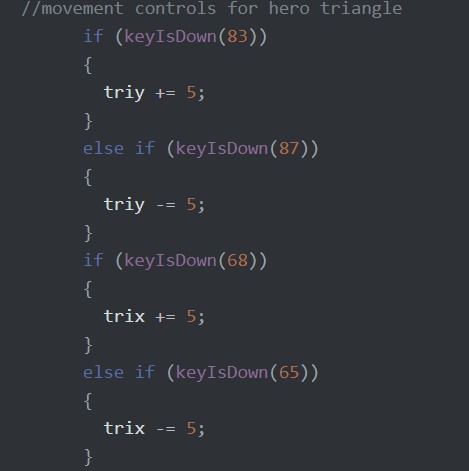 //movement controls for hero triangle
if (keyIsDown(83))
{
triy += 5;
}
else if (keyIsDown(87))
{
triy -= 5;
}
if (keyIsDown(68))
{
trix += 5;
}
else if (keyIsDown(65))
{
trix -= 5;
}